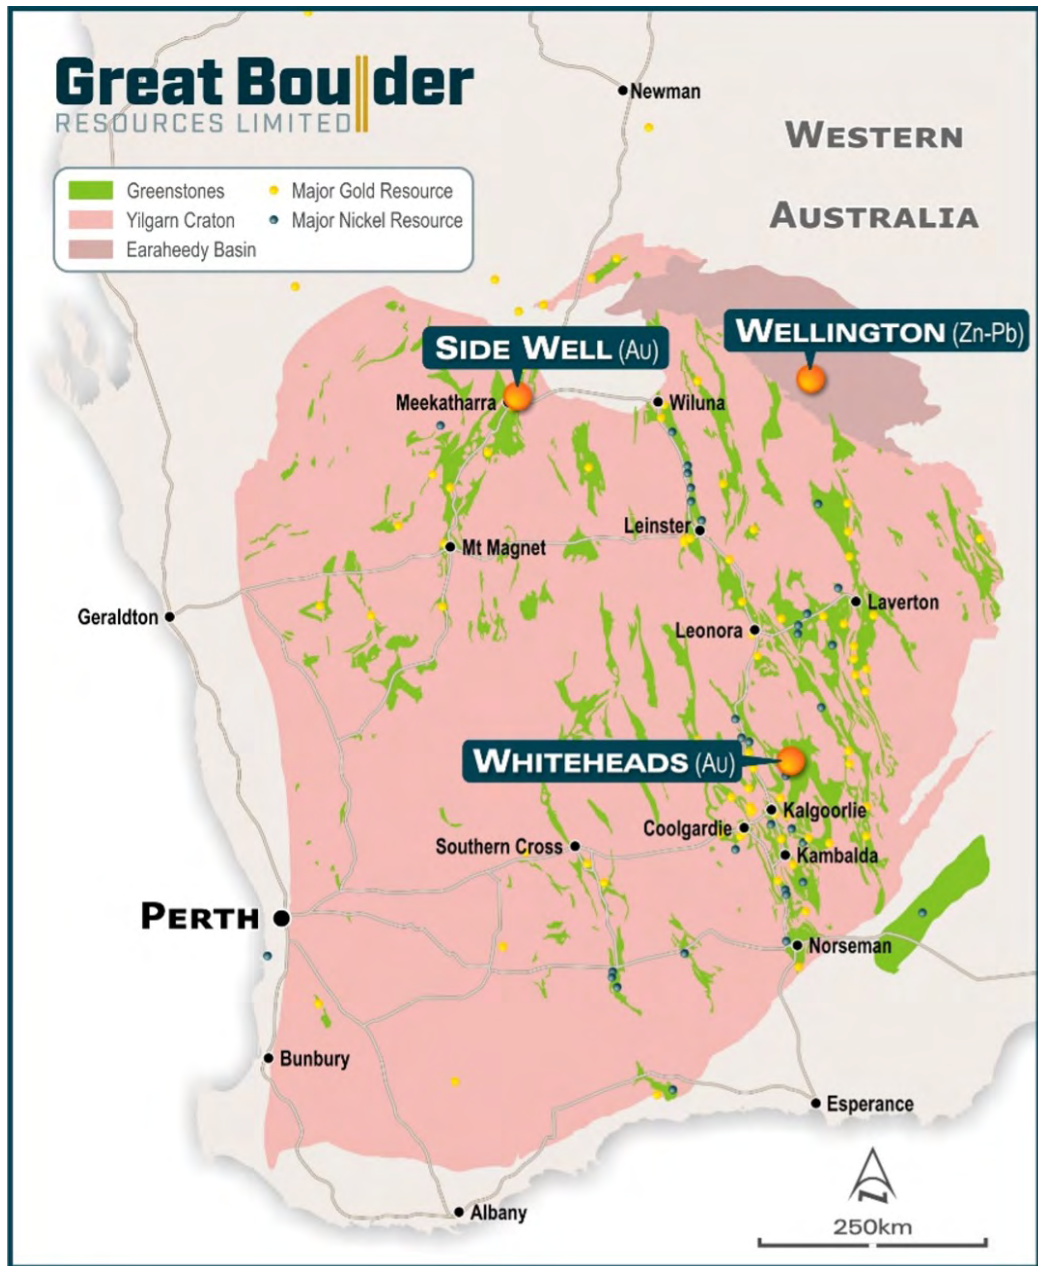 Great Boulder
RESOURCES LIMITED
Greenstones
Yilgarn Craton
Earaheedy Basin
Major Gold Resource
Major Nickel Resource
Newman
WESTERN
AUSTRALIA
SIDE WELL (Au)
WELLINGTON (Zn-Pb)
Meekatharra
Wiluna
Leinster
Mt Magnet
Laverton
Geraldton
Leonora
WHITEHEADS (Au)
Kalgoorlie
Coolgardie
Southern Cross
Kambalda
PERTH
Norseman
Bunbury
Esperance
N
Albany
250km